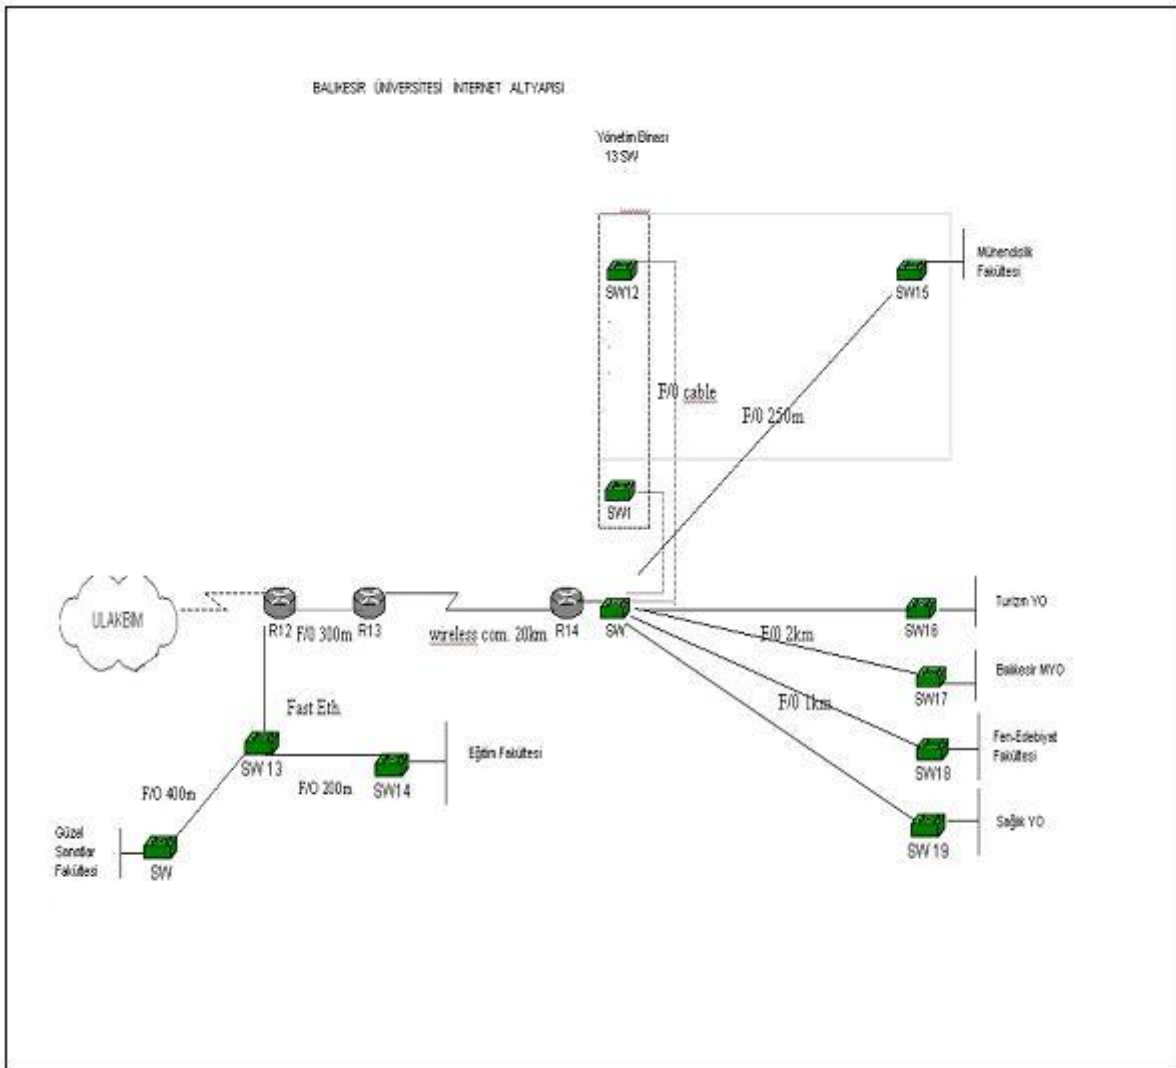 BALIKESİR ÜNİVERSİTESİ İNTERNET ALTYAPISI
Yönetim Binası
13 SW
SW12
SW15
Mühendislik
Fakültesi
F/0 cable
F/0 250m
SW1
ULAKBİM
R12
F/0 300m
R13
wireless com. 20km
R14
SW
F/0 2km
SW16
Turizm YO
SW17
Balıkesir MYO
F/0 1km
SW18
Fen-Edebiyat
Fakültesi
SW 19
Sağlık YO
Fast Eth.
SW 13
F/O 200m
SW14
Eğitim Fakültesi
F/O 400m
Güzel
Sanatlar
Fakültesi
SW